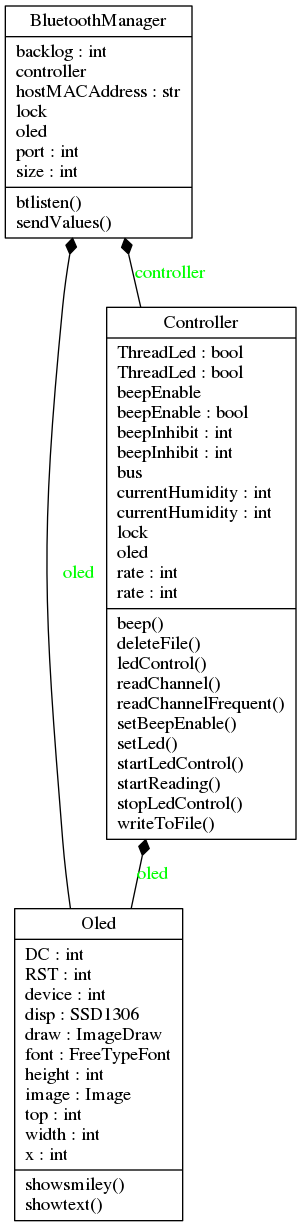 BluetoothManager
backlog : int
controller
hostMACAddress : str
lock
oled
port : int
size : int
btlisten()
sendValues()
controller
Controller
ThreadLed : bool
ThreadLed : bool
beepEnable
beepEnable : bool
beepInhibit : int
beepInhibit : int
bus
currentHumidity : int
currentHumidity : int
lock
oled
rate : int
rate : int
beep()
deleteFile()
ledControl()
readChannel()
readChannelFrequent()
setBeepEnable()
setLed()
startLedControl()
startReading()
stopLedControl()
writeToFile()
oled
oled
Oled
DC : int
RST : int
device : int
disp : SSD1306
draw : ImageDraw
font : FreeTypeFont
height : int
image : Image
top : int
width : int
x : int
showsmiley()
showtext()